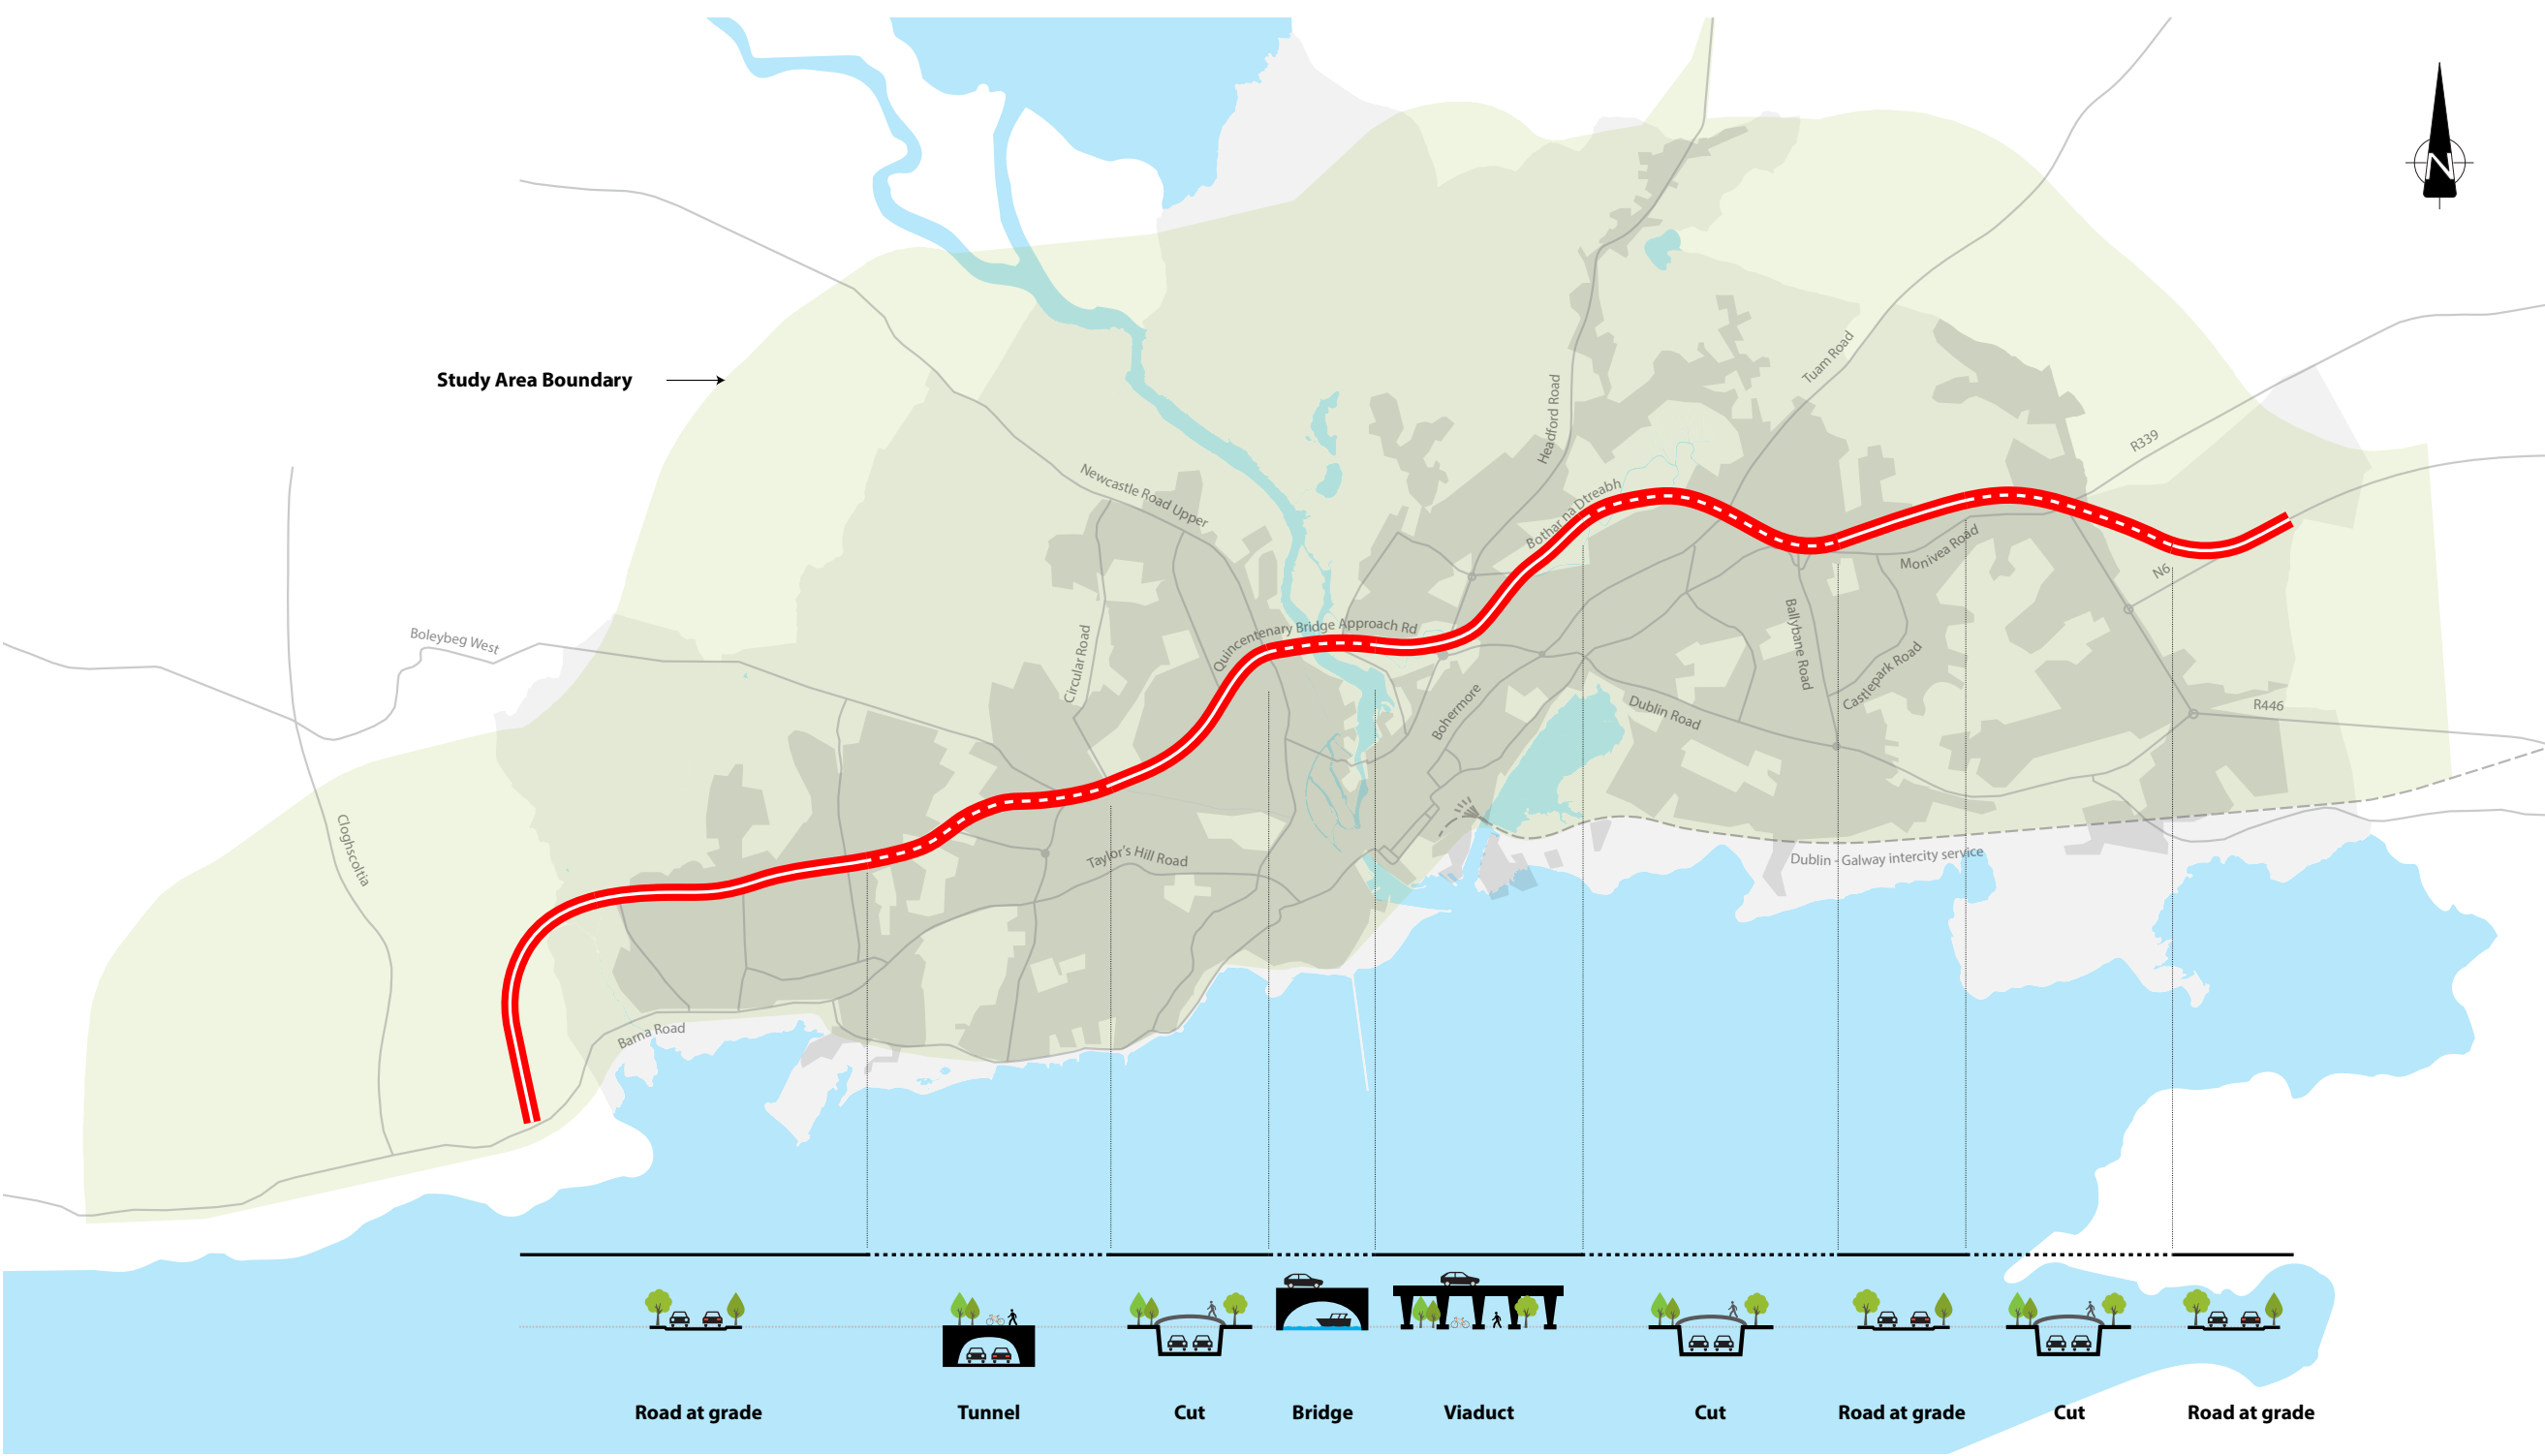 N
Study Area Boundary
Tuam Road
Headford Road
R339
Newcastle Road Upper
Bothar na Dtreabh
Monivea Road
N6
Boleybeg West
Quincentenary Bridge Approach Rd
Circular Road
Ballybane Road
Castlepark Road
Bohermore
Dublin Road
R446
Cloghscoltia
Taylor's Hill Road
Dublin - Galway intercity service
Barna Road
Road at grade
Tunnel
Cut
Bridge
Viaduct
Cut
Road at grade
Cut
Road at grade